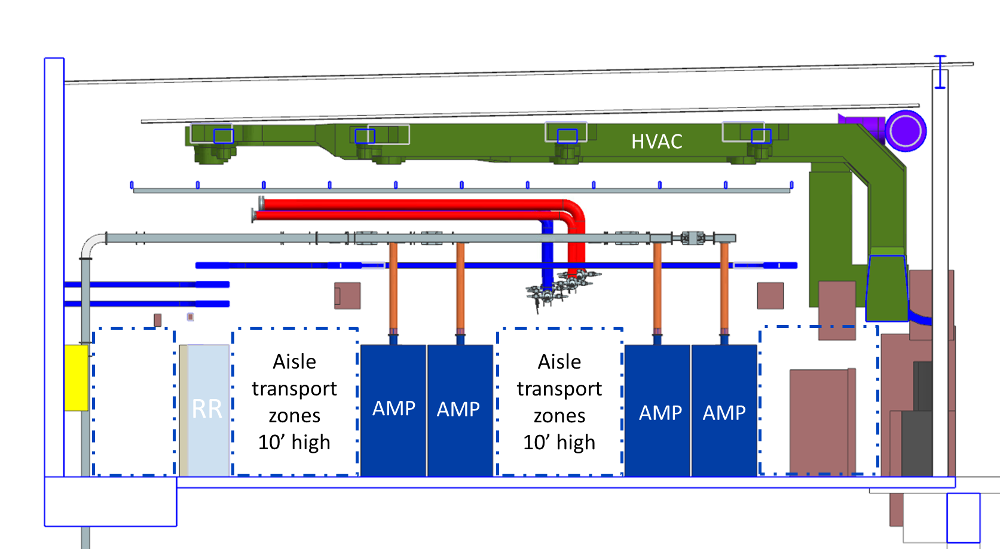 HVAC
RR
Aisle
transport
zones
10’ high
AMP
AMP
Aisle
transport
zones
10’ high
AMP
AMP